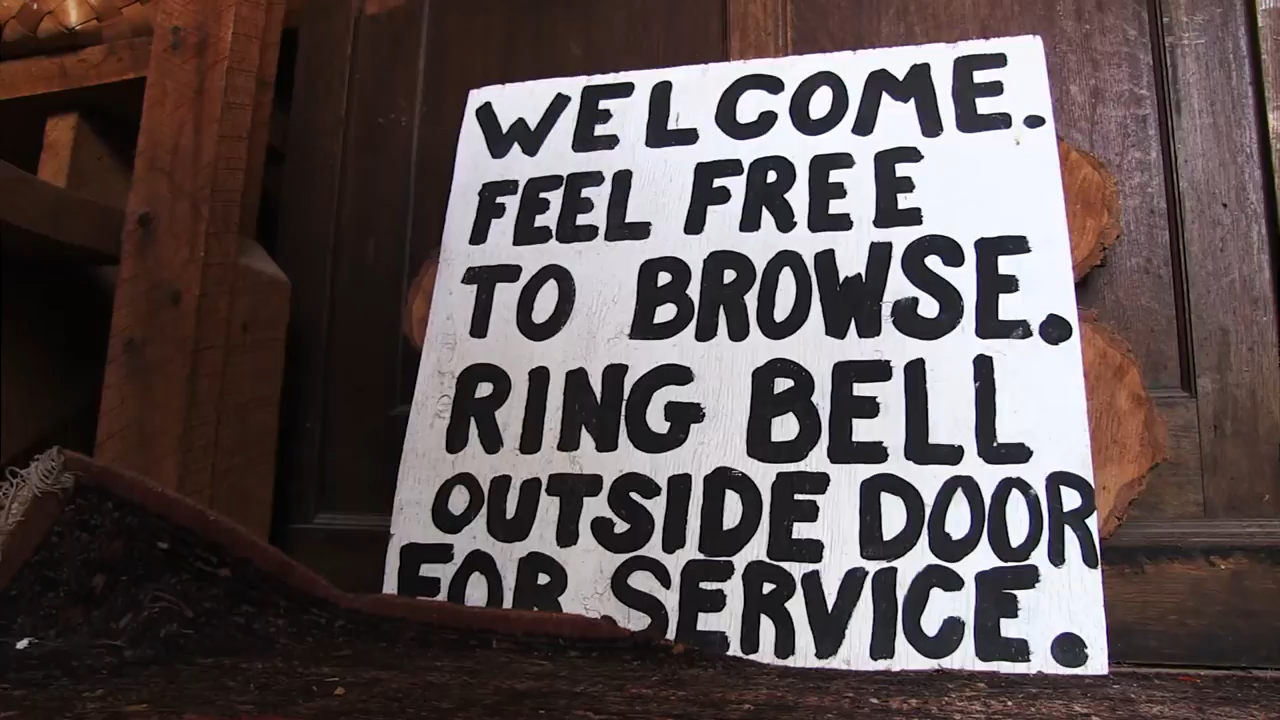 WELCOME.
FEEL FREE
TO BROWSE.
RING BELL
OUTSIDE DOOR
FOR SERVICE.